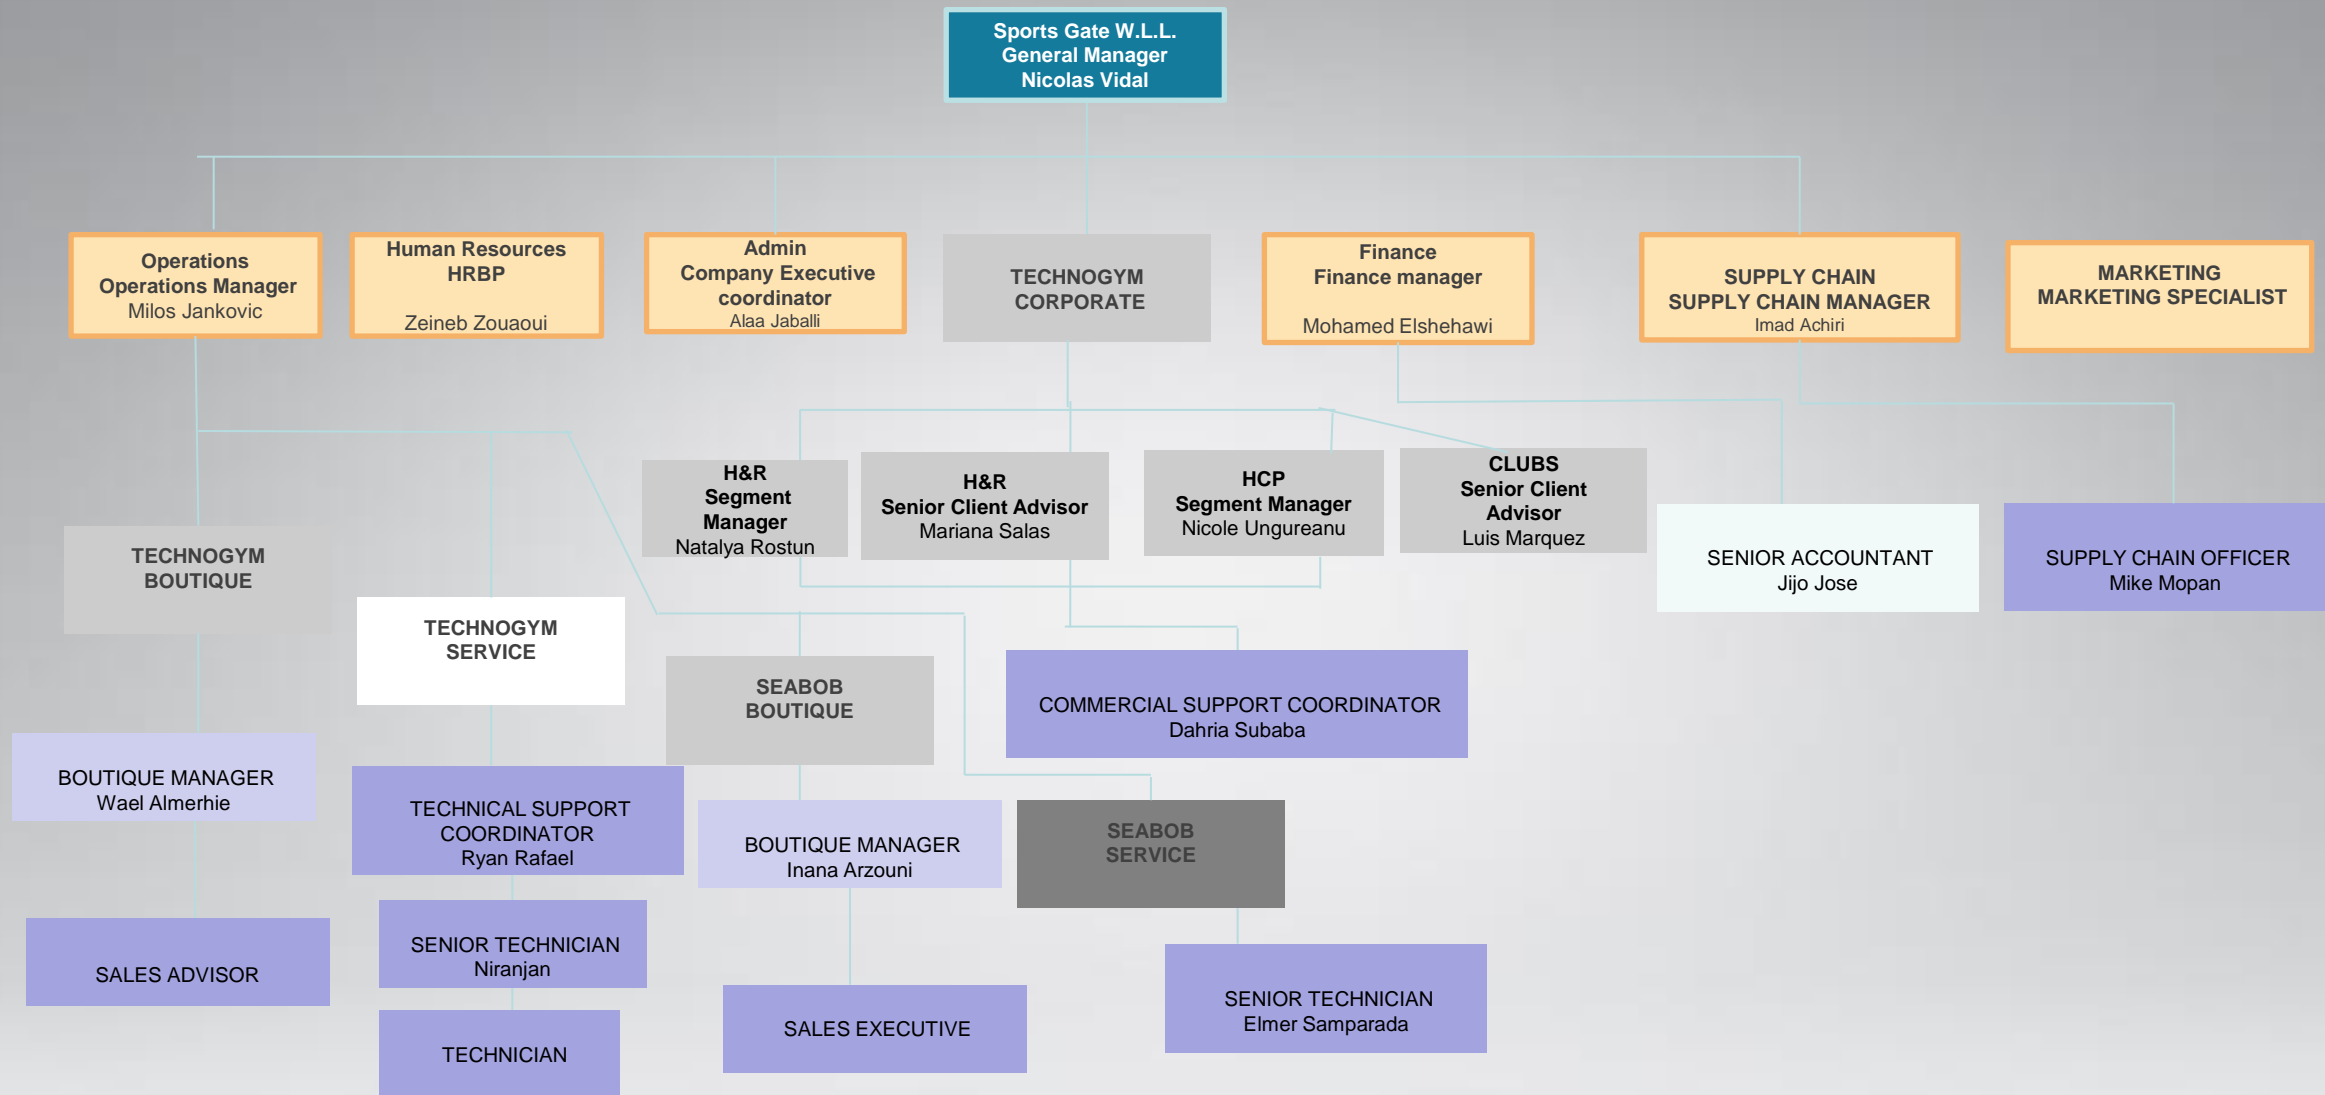 Sports Gate W.L.L.
General Manager
Nicolas Vidal
Operations
Operations Manager
Milos Jankovic
Human Resources
HRBP
Zeineb Zouaoui
Admin
Company Executive
coordinator
Alaa Jaballi
TECHNOGYM
CORPORATE
Finance
Finance manager
Mohamed Elshehawi
SUPPLY CHAIN
SUPPLY CHAIN MANAGER
Imad Achiri
MARKETING
MARKETING SPECIALIST
H&R
Segment
Manager
Natalya Rostun
H&R
Senior Client Advisor
Mariana Salas
HCP
Segment Manager
Nicole Ungureanu
CLUBS
Senior Client
Advisor
Luis Marquez
TECHNOGYM
BOUTIQUE
SENIOR ACCOUNTANT
Jijo Jose
SUPPLY CHAIN OFFICER
Mike Mopan
TECHNOGYM
SERVICE
SEABOB
BOUTIQUE
COMMERCIAL SUPPORT COORDINATOR
Dahria Subaba
BOUTIQUE MANAGER
Wael Almerhie
TECHNICAL SUPPORT
COORDINATOR
Ryan Rafael
BOUTIQUE MANAGER
Inana Arzouni
SEABOB
SERVICE
SALES ADVISOR
SENIOR TECHNICIAN
Niranjan
SALES EXECUTIVE
SENIOR TECHNICIAN
Elmer Samparada
TECHNICIAN